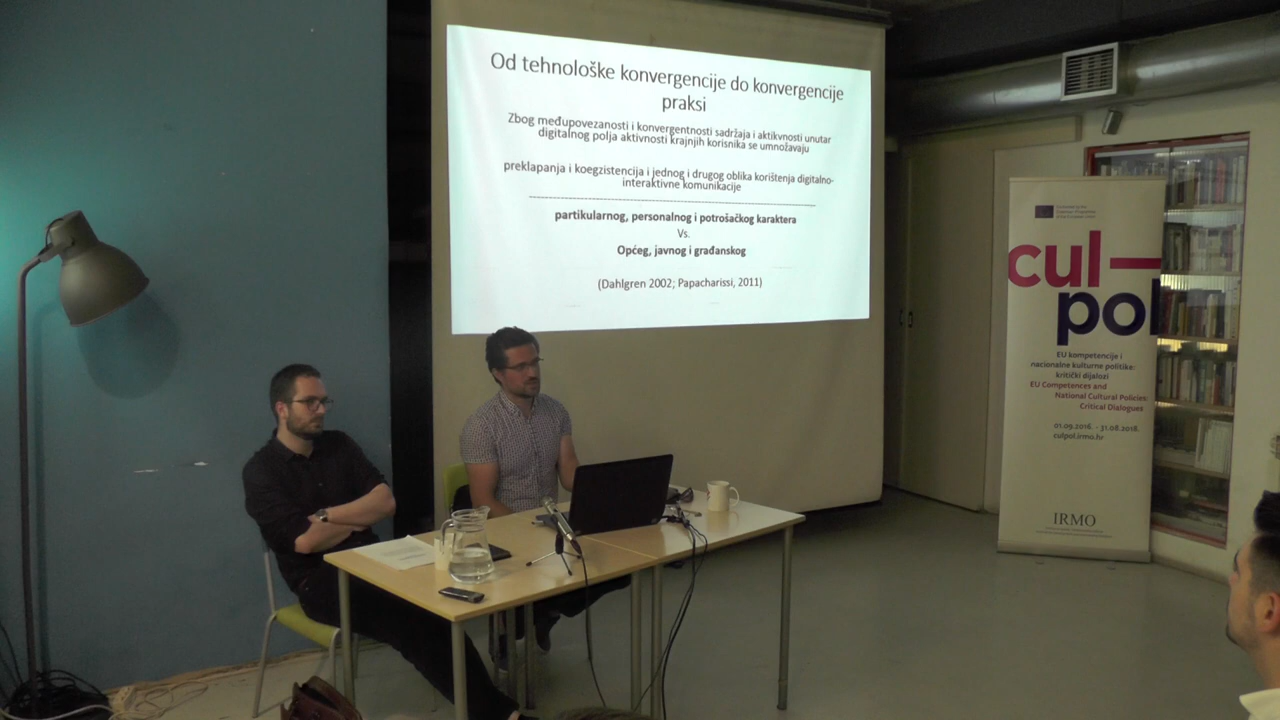 Od tehnološke konvergencije do konvergencije
praksi
Zbog međupovezanosti i konvergentnosti sadržaja i aktikvnosti unutar
digitalnog polja aktivnosti krajnjih korisnika se umnožavaju
preklapanja i koegzistencija i jednog i drugog oblika korištenja digitalno-
interaktivne komunikacije
partikularnog, personalnog i potrošačkog karaktera
Vs.
Općeg, javnog i građanskog
(Dahlgren 2002; Papacharissi, 2011)
cul—
pol
EU kompetencije i
nacionalne kulturne politike:
kritički dijalozi
EU Competences and
National Cultural Policies:
Critical Dialogues
01.09.2016. - 31.08.2018.
culpol.irmo.hr
IRMO